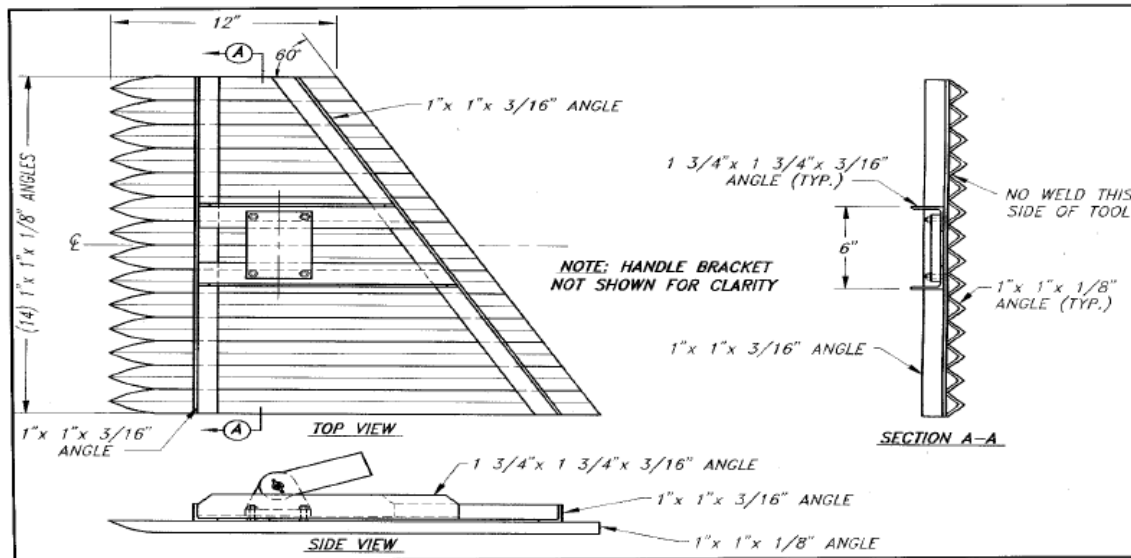 12"
A
60°
1"x 1"x 3/16" ANGLE
(14) 1"x 1"x 1/8" ANGLES
℄
NOTE: HANDLE BRACKET
NOT SHOWN FOR CLARITY
1"x 1"x 3/16"
ANGLE
A
TOP VIEW
1 3/4"x 1 3/4"x 3/16"
ANGLE (TYP.)
NO WELD THIS
SIDE OF TOOL
6"
1"x 1"x 1/8"
ANGLE (TYP.)
1"x 1"x 3/16" ANGLE
SECTION A-A
1 3/4"x 1 3/4"x 3/16" ANGLE
1"x 1"x 3/16" ANGLE
1"x 1"x 1/8" ANGLE
SIDE VIEW